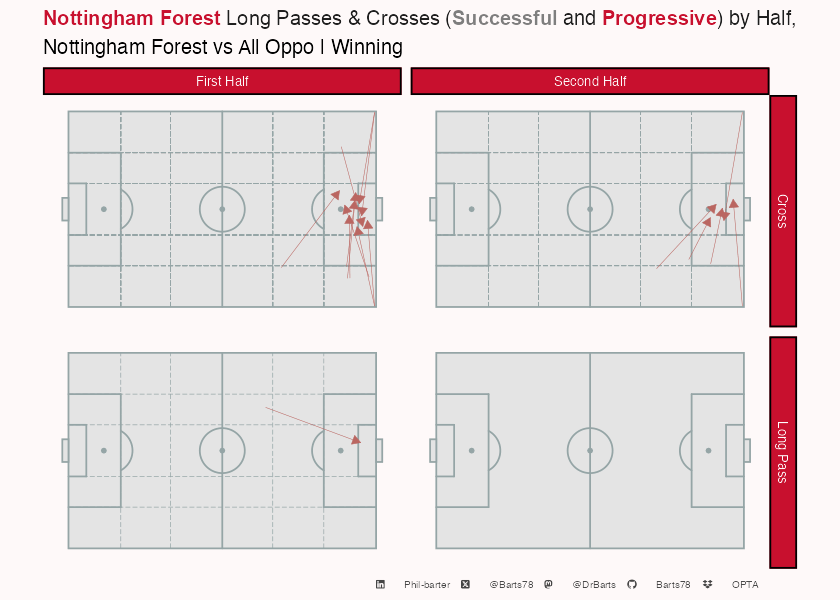 Nottingham Forest Long Passes & Crosses (Successful and Progressive) by Half,
Nottingham Forest vs All Oppo I Winning
First Half
Second Half
Cross
Long Pass
Phil-barter @Barts78 @DrBarts Barts78 OPTA